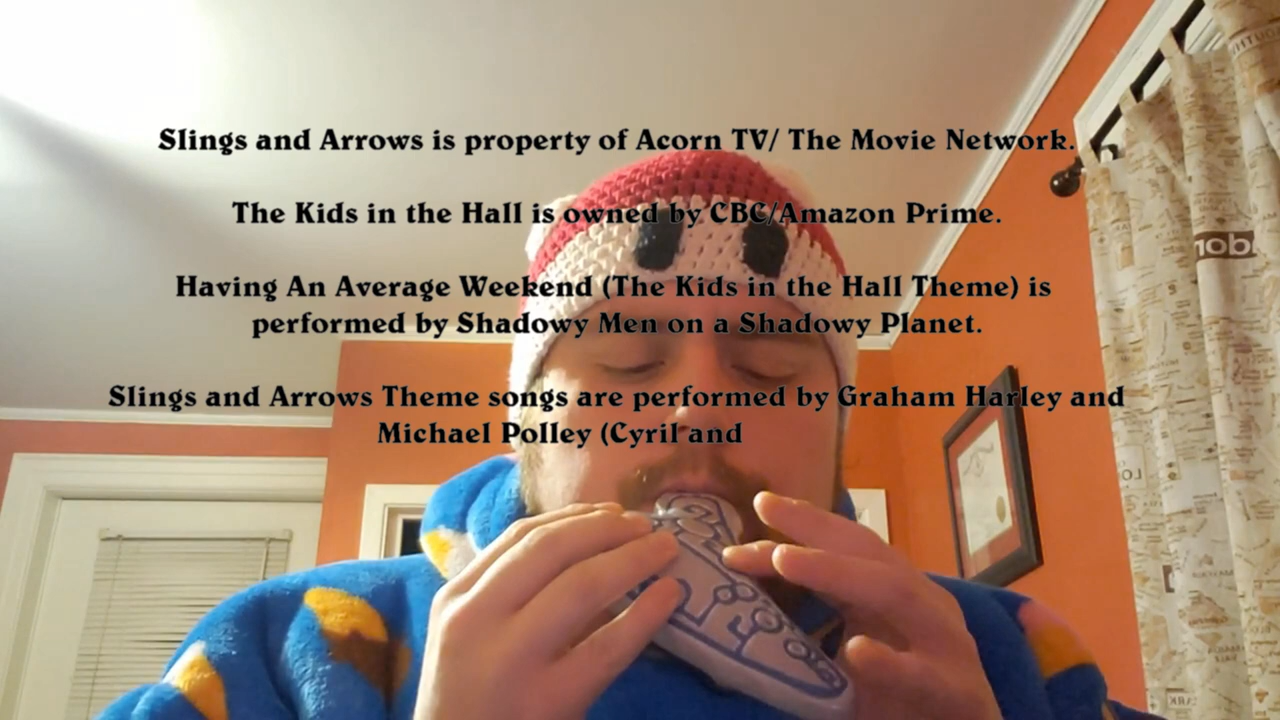 Slings and Arrows is property of Acorn TV/ The Movie Network.
The Kids in the Hall is owned by CBC/Amazon Prime.
Having An Average Weekend (The Kids in the Hall Theme) is
performed by Shadowy Men on a Shadowy Planet.
Slings and Arrows Theme songs are performed by Graham Harley and
Michael Polley (Cyril and